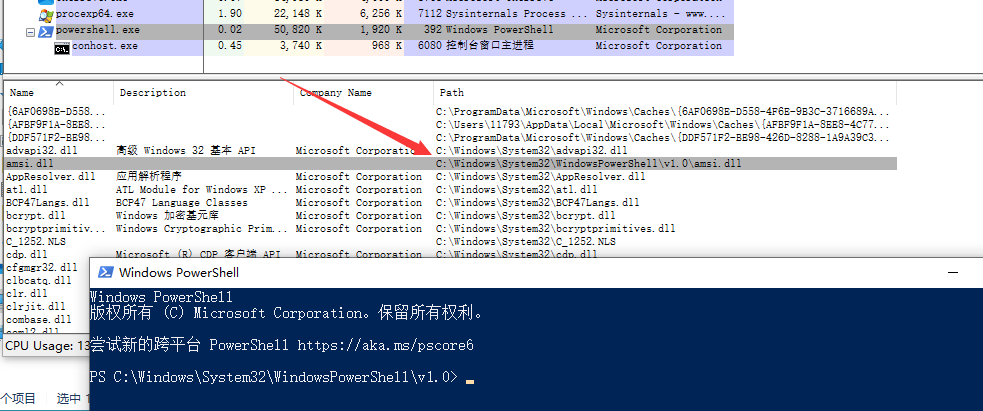 procexp64.exe 1.90 22,148 K 6,256 K 7112 Sysinternals Process ... Sysinternals - www....
powershell.exe 0.02 50,820 K 1,920 K 392 Windows PowerShell Microsoft Corporation
conhost.exe 0.45 3,740 K 968 K 6080 控制台窗口主进程 Microsoft Corporation
Name Description Company Name Path
{6AF0698E-D558... C:\ProgramData\Microsoft\Windows\Caches\{6AF0698E-D558-4F6E-9B3C-3716689A...
{AFBF9F1A-8EE8... C:\Users\11793\AppData\Local\Microsoft\Windows\Caches\{AFBF9F1A-8EE8-4C77...
{DDF571F2-BE98... C:\ProgramData\Microsoft\Windows\Caches\{DDF571F2-BE98-426D-8288-1A9A39C3...
advapi32.dll 高级 Windows 32 基本 API Microsoft Corporation C:\Windows\System32\advapi32.dll
amsi.dll C:\Windows\System32\WindowsPowerShell\v1.0\amsi.dll
AppResolver.dll 应用解析程序 Microsoft Corporation C:\Windows\System32\AppResolver.dll
atl.dll ATL Module for Windows XP ... Microsoft Corporation C:\Windows\System32\atl.dll
BCP47Langs.dll BCP47 Language Classes Microsoft Corporation C:\Windows\System32\BCP47Langs.dll
bcrypt.dll Windows 加密基元库 Microsoft Corporation C:\Windows\System32\bcrypt.dll
bcryptprimitiv... Windows Cryptographic Prim... Microsoft Corporation C:\Windows\System32\bcryptprimitives.dll
C_1252.NLS C:\Windows\System32\C_1252.NLS
cdp.dll Microsoft (R) CDP 客户端 API Microsoft Corporation C:\Windows\System32\cdp.dll
cfgmgr32.dll
clbcatq.dll
clr.dll
clrjit.dll
combase.dll
coml2.dll
CPU Usage: 13
个项目 选中 1
Windows PowerShell
Windows PowerShell
版权所有 (C) Microsoft Corporation。保留所有权利。
尝试新的跨平台 PowerShell https://aka.ms/pscore6
PS C:\Windows\System32\WindowsPowerShell\v1.0>